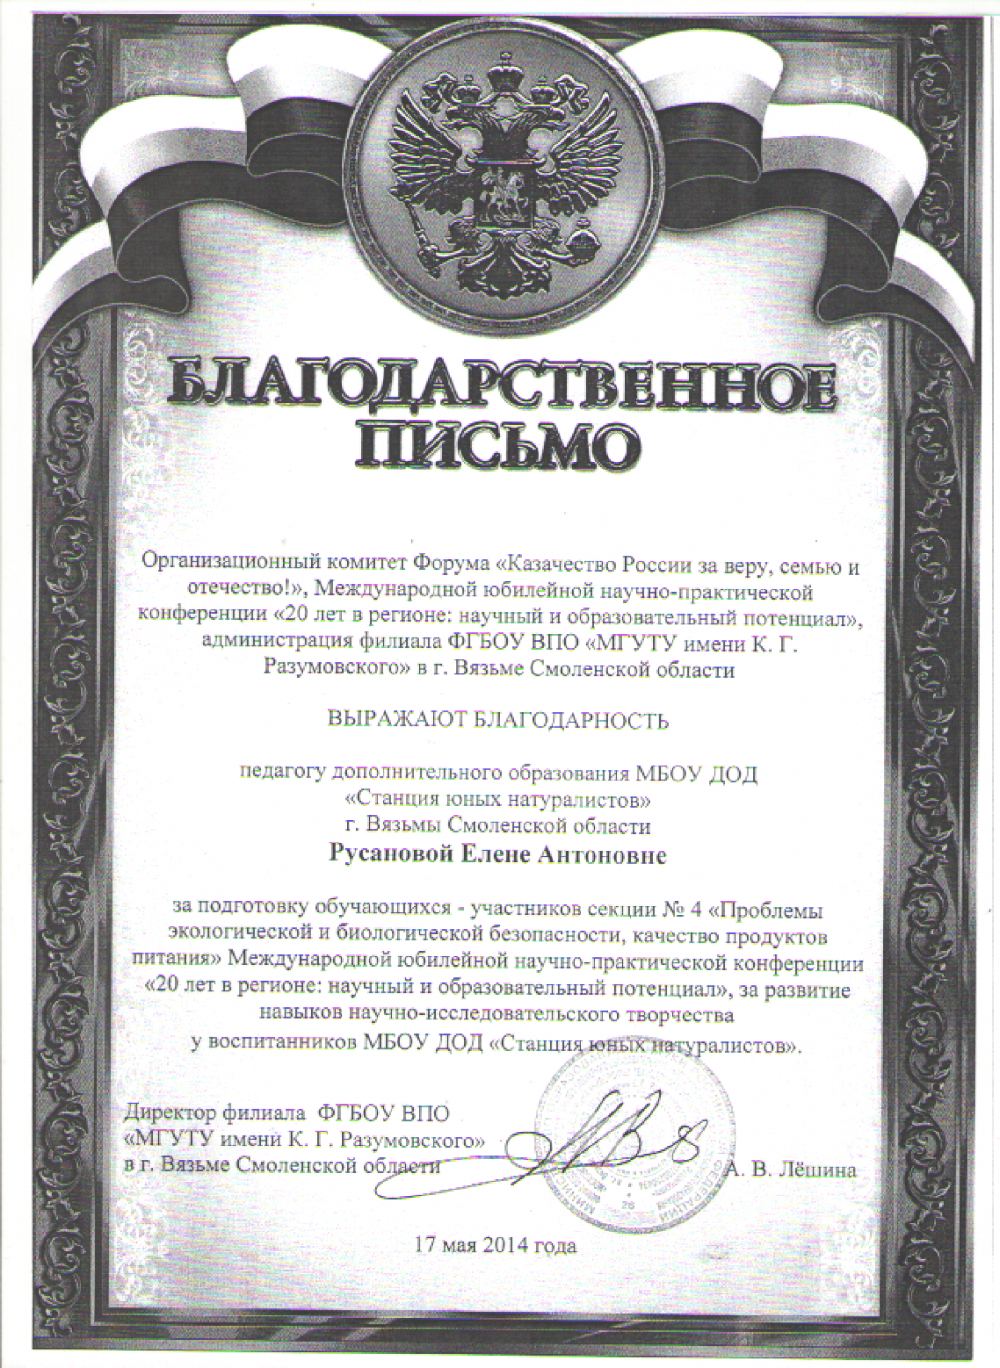 БЛАГОДАРСТВЕННОЕ
ПИСЬМО
Организационный комитет Форума «Казачество России за веру, семью и
отечество!», Международной юбилейной научно-практической
конференции «20 лет в регионе: научный и образовательный потенциал»,
администрация филиала ФГБОУ ВПО «МГУТУ имени К. Г.
Разумовского» в г. Вязьме Смоленской области
ВЫРАЖАЮТ БЛАГОДАРНОСТЬ
педагогу дополнительного образования МБОУ ДОД
«Станция юных натуралистов»
г. Вязьмы Смоленской области
Русановой Елене Антоновне
за подготовку обучающихся - участников секции № 4 «Проблемы
экологической и биологической безопасности, качество продуктов
питания» Международной юбилейной научно-практической конференции
«20 лет в регионе: научный и образовательный потенциал», за развитие
навыков научно-исследовательского творчества
у воспитанников МБОУ ДОД «Станция юных натуралистов».
Директор филиала ФГБОУ ВПО
«МГУТУ имени К. Г. Разумовского»
в г. Вязьме Смоленской области
А. В. Лёшина
17 мая 2014 года